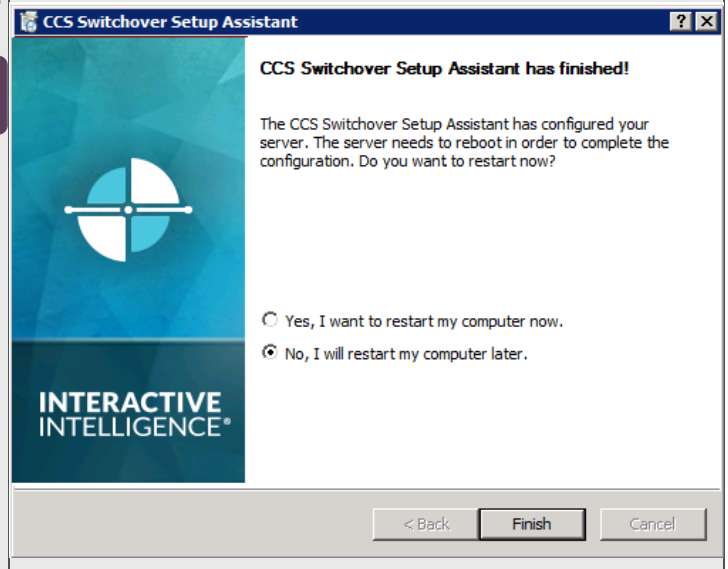 CCS Switchover Setup Assistant
CCS Switchover Setup Assistant has finished!
The CCS Switchover Setup Assistant has configured your
server. The server needs to reboot in order to complete the
configuration. Do you want to restart now?
Yes, I want to restart my computer now.
No, I will restart my computer later.
INTERACTIVE
INTELLIGENCE®
< Back Finish Cancel